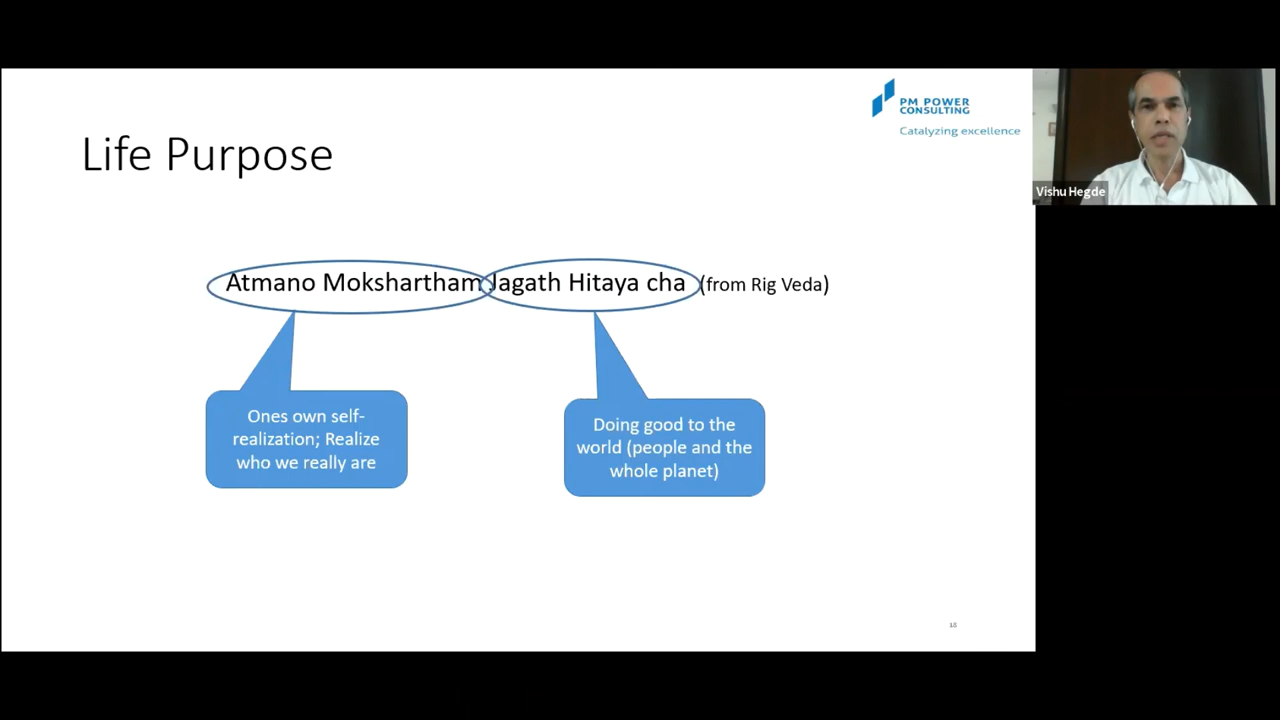 PM POWER
CONSULTING
Catalyzing excellence
Life Purpose
Vishu Hegde
Atmano Mokshartham Jagath Hitaya cha (from Rig Veda)
Ones own self-
realization; Realize
who we really are
Doing good to the
world (people and the
whole planet)
18